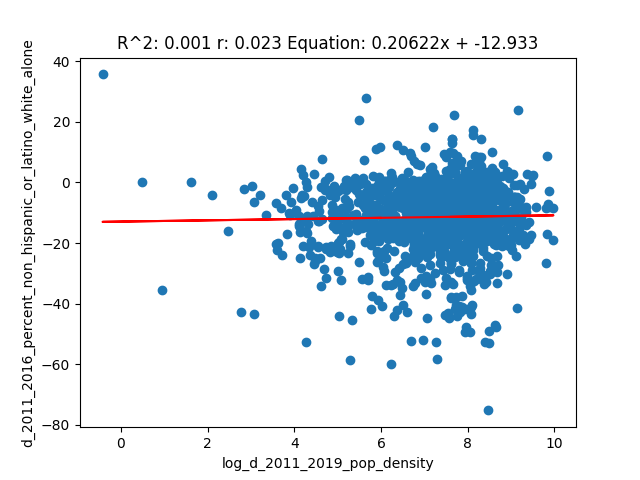 R^2: 0.001 r: 0.023 Equation: 0.20622x + -12.933
d_2011_2016_percent_non_hispanic_or_latino_white_alone
40
20
0
−20
−40
−60
−80
0 2 4 6 8 10
log_d_2011_2019_pop_density